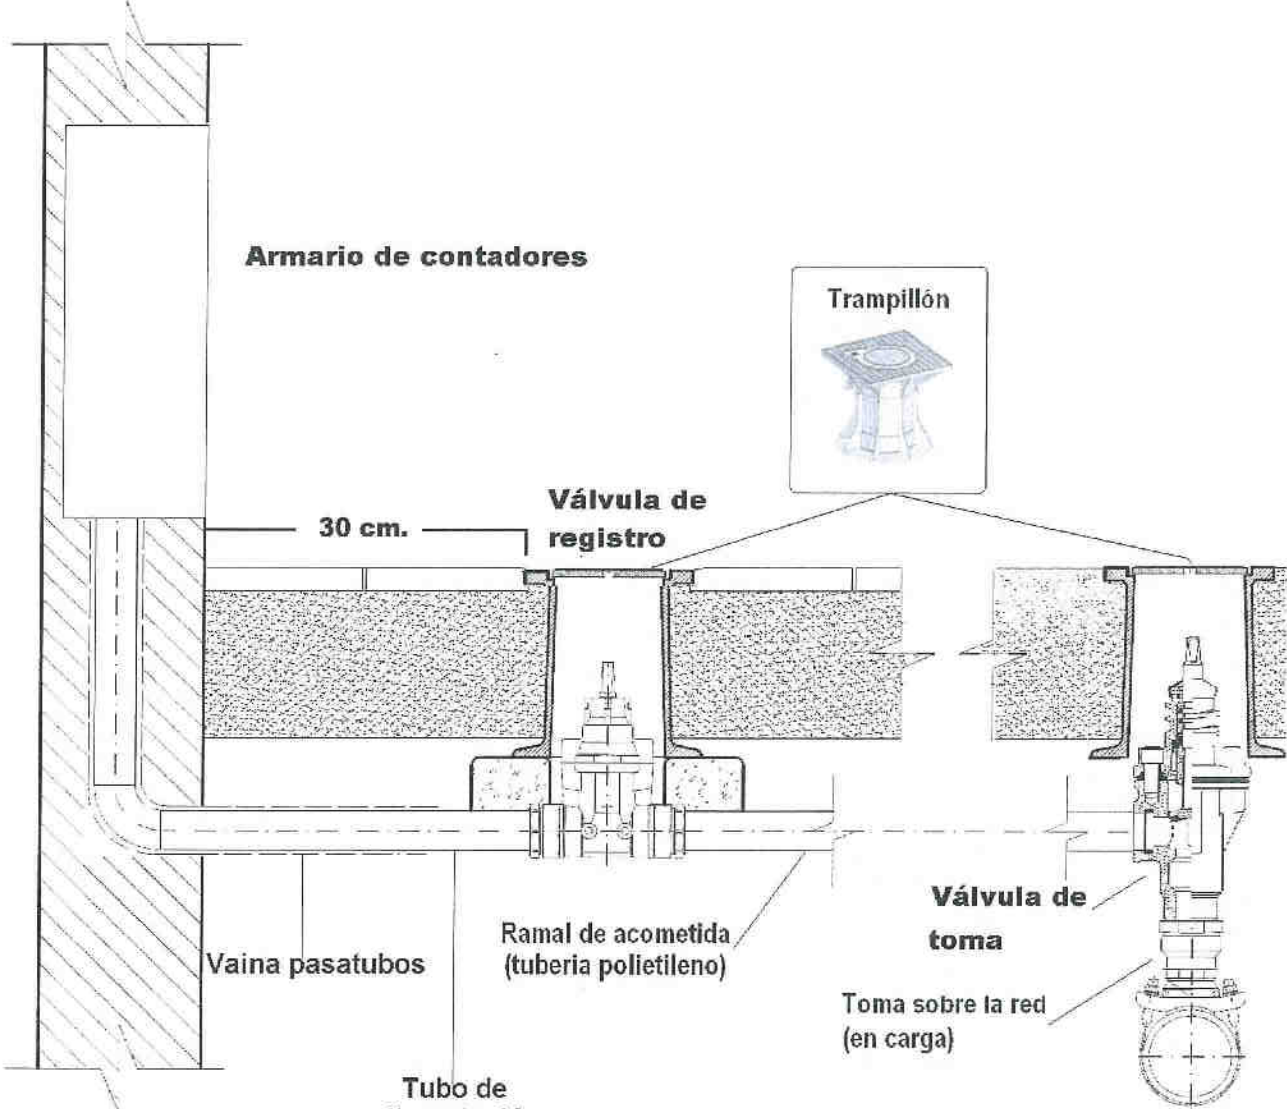 Armario de contadores
Trampillón
Válvula de
registro
30 cm.
Válvula de
toma
Ramal de acometida
(tuberia polietileno)
Vaina pasatubos
Toma sobre la red
(en carga)
Tubo de